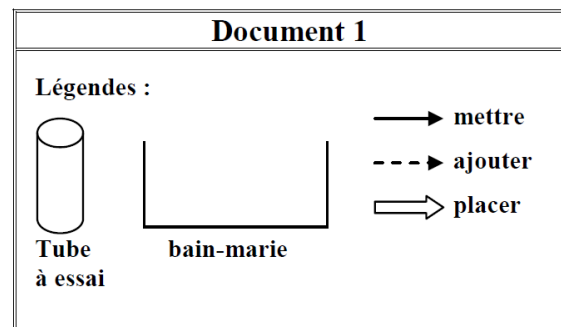 Document 1
Légendes :
mettre
ajouter
placer
Tube
à essai
bain-marie